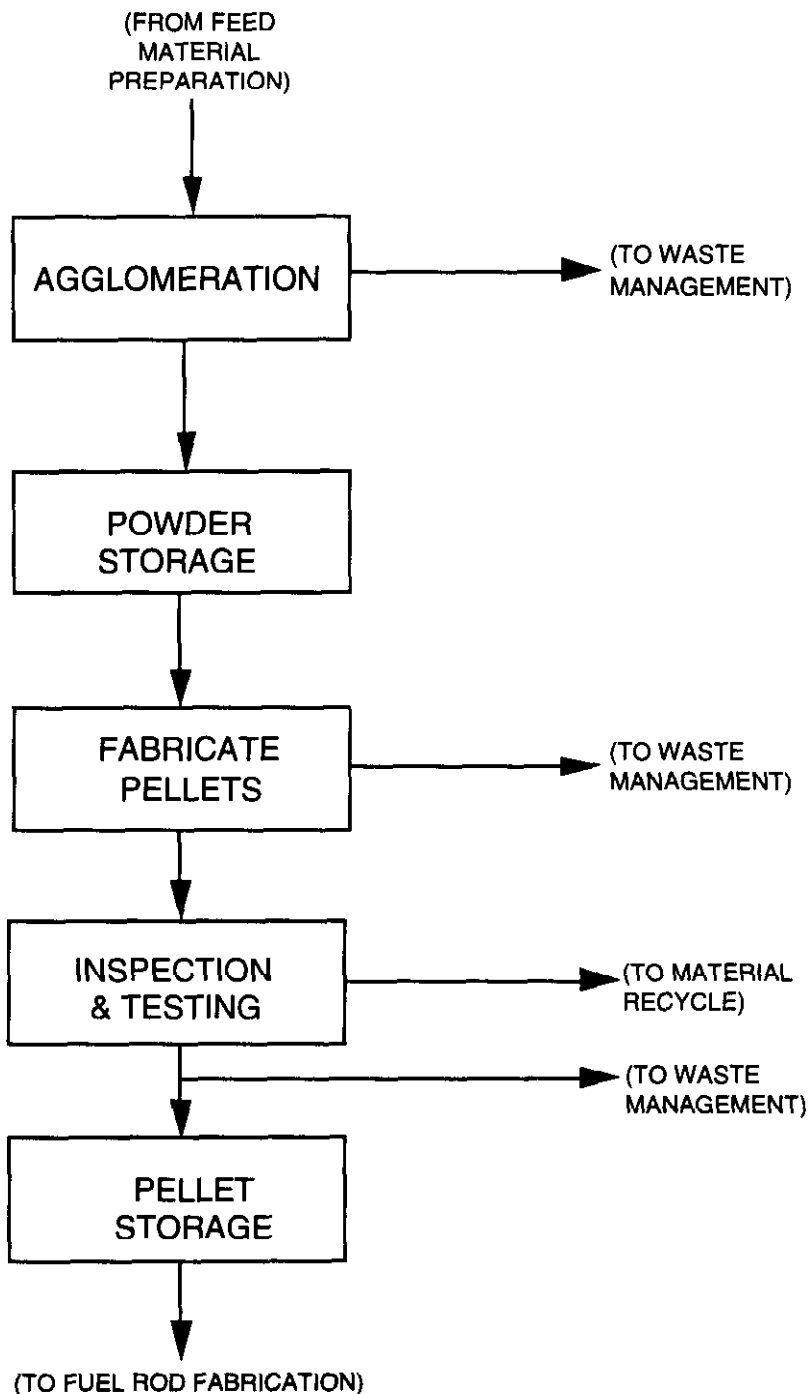 (FROM FEED
MATERIAL
PREPARATION)
AGGLOMERATION
(TO WASTE
MANAGEMENT)
POWDER
STORAGE
FABRICATE
PELLETS
(TO WASTE
MANAGEMENT)
INSPECTION
& TESTING
(TO MATERIAL
RECYCLE)
(TO WASTE
MANAGEMENT)
PELLET
STORAGE
(TO FUEL ROD FABRICATION)